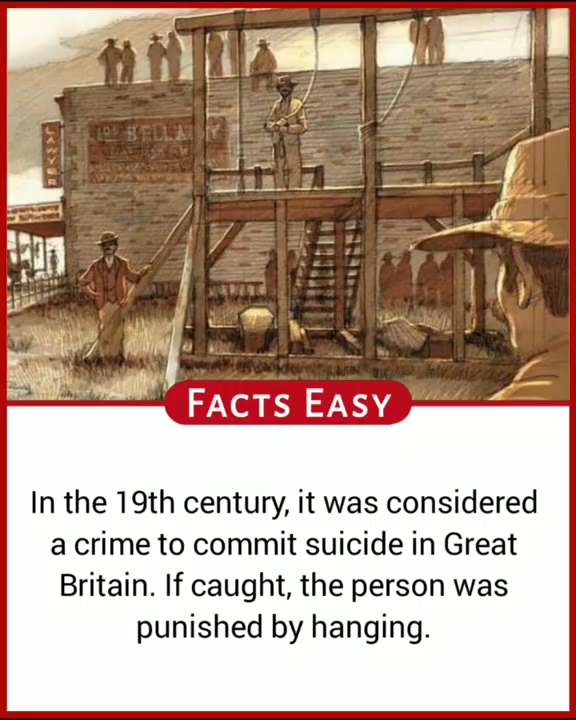 LAWYER
FACTS EASY
In the 19th century, it was considered
a crime to commit suicide in Great
Britain. If caught, the person was
punished by hanging.